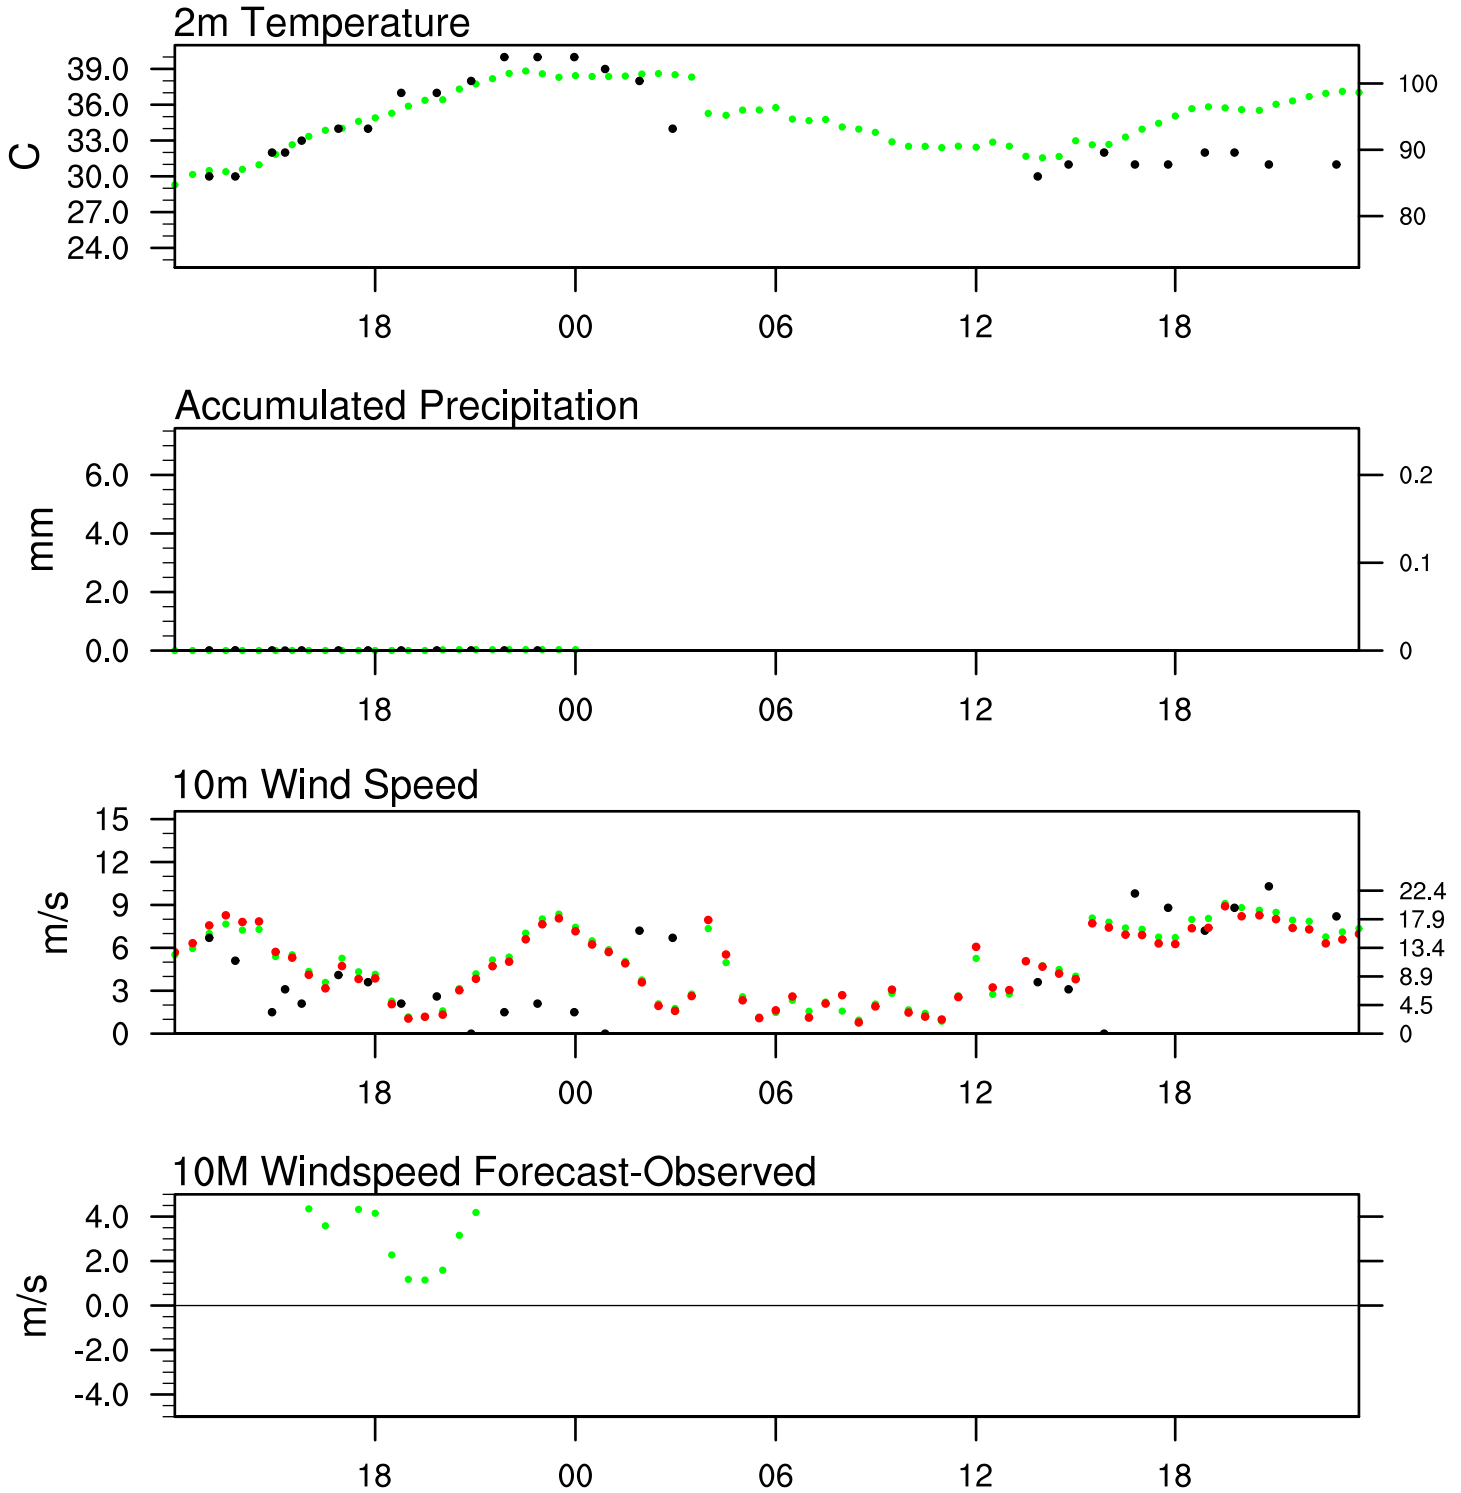 2m Temperature
39.0
36.0
33.0
30.0
27.0
24.0
C
100
90
80
18 00 06 12 18
Accumulated Precipitation
6.0
4.0
2.0
0.0
mm
0.2
0.1
0
18 00 06 12 18
10m Wind Speed
15
12
9
6
3
0
m/s
22.4
17.9
13.4
8.9
4.5
0
18 00 06 12 18
10M Windspeed Forecast-Observed
4.0
2.0
0.0
-2.0
-4.0
m/s
18 00 06 12 18